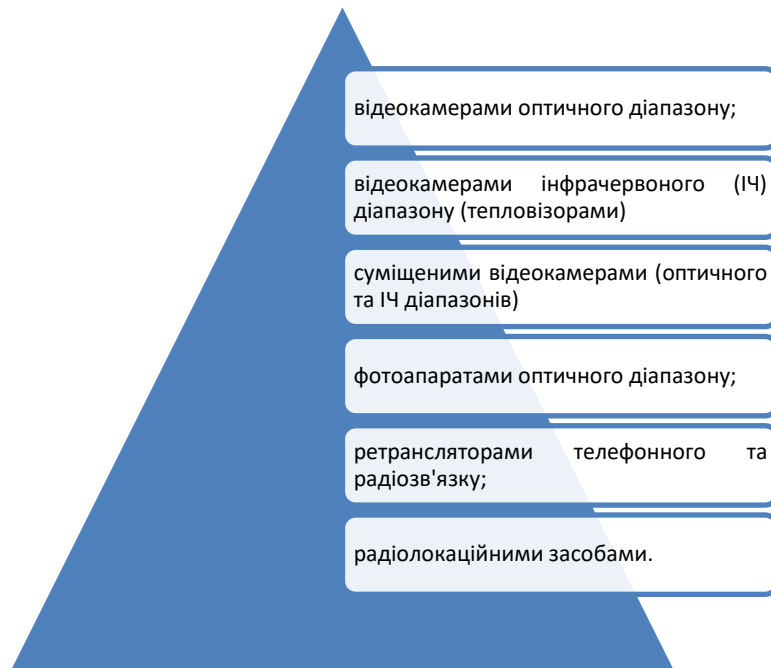 відеокамерами оптичного діапазону;
відеокамерами інфрачервоного (ІЧ)
діапазону (тепловізорами)
суміщеними відеокамерами (оптичного
та ІЧ діапазонів)
фотоапаратами оптичного діапазону;
ретрансляторами телефонного та
радіозв'язку;
радіолокаційними засобами.